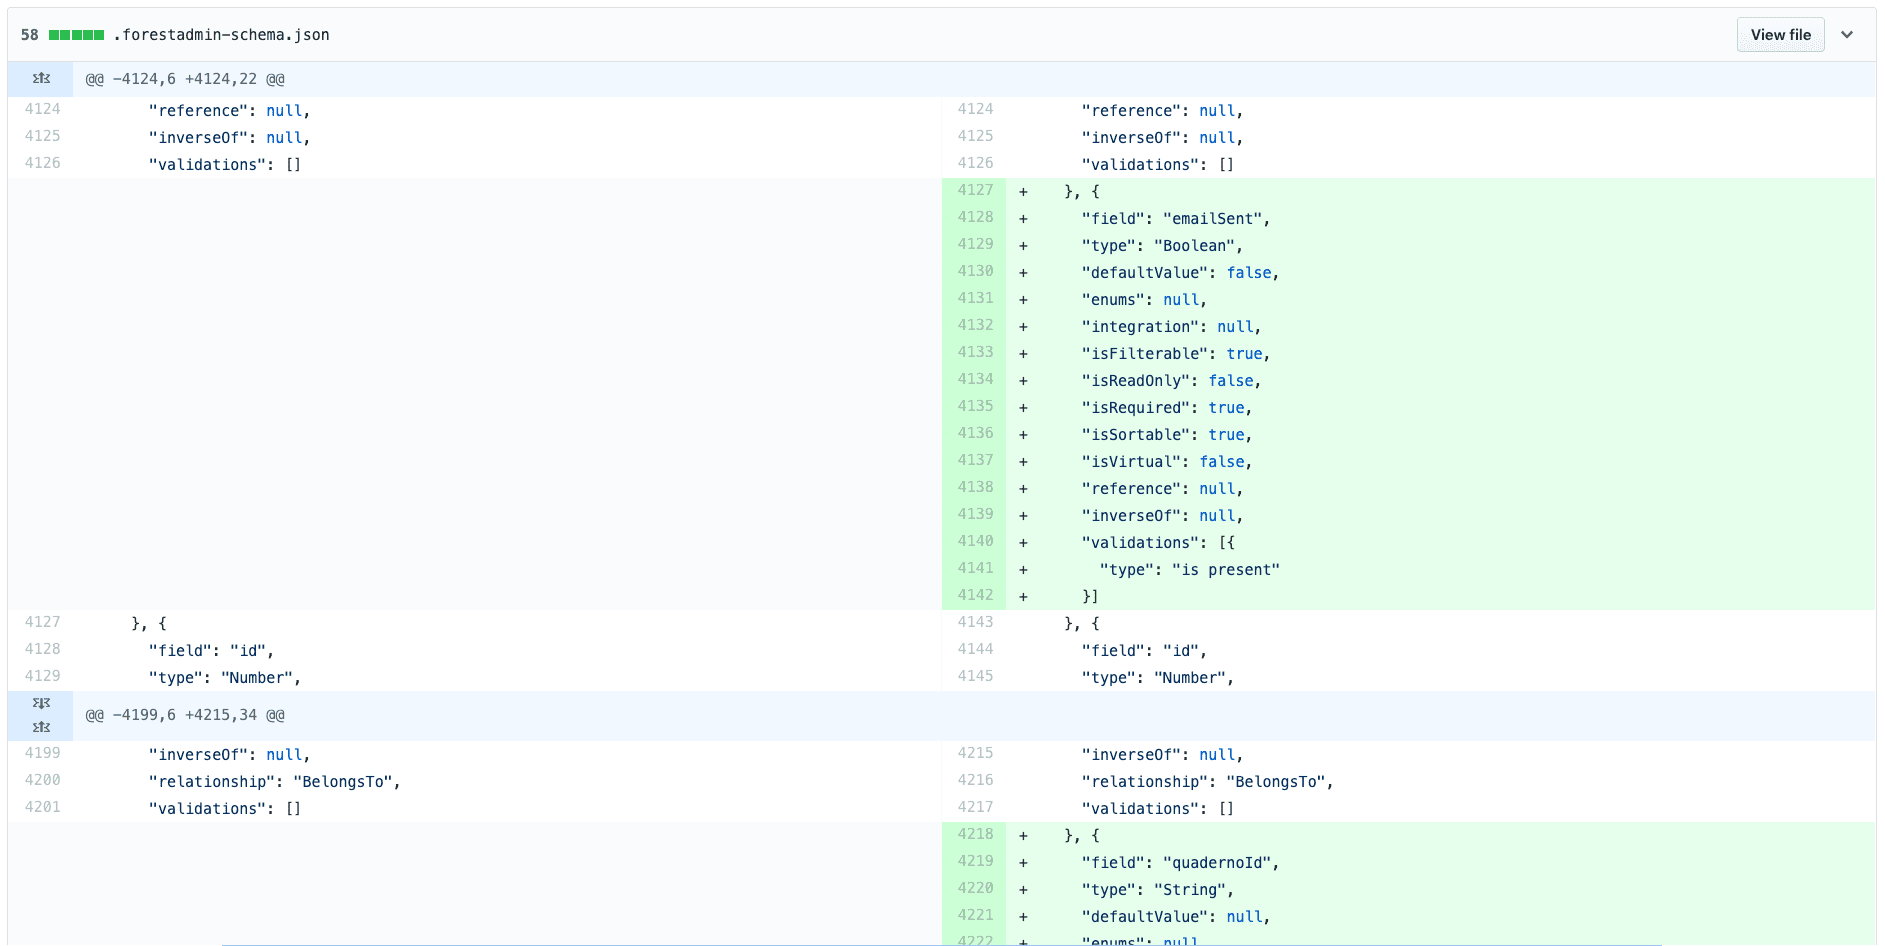 58 .forestadmin-schema.json View file
@@ -4124,6 +4124,22 @@
4124 "reference": null, 4124 "reference": null,
4125 "inverseOf": null, 4125 "inverseOf": null,
4126 "validations": [] 4126 "validations": []
4127 + }, {
4128 + "field": "emailSent",
4129 + "type": "Boolean",
4130 + "defaultValue": false,
4131 + "enums": null,
4132 + "integration": null,
4133 + "isFilterable": true,
4134 + "isReadOnly": false,
4135 + "isRequired": true,
4136 + "isSortable": true,
4137 + "isVirtual": false,
4138 + "reference": null,
4139 + "inverseOf": null,
4140 + "validations": [{
4141 + "type": "is present"
4142 + }]
4127 }, { 4143 }, {
4128 "field": "id", 4144 "field": "id",
4129 "type": "Number", 4145 "type": "Number",
@@ -4199,6 +4215,34 @@
4199 "inverseOf": null, 4215 "inverseOf": null,
4200 "relationship": "BelongsTo", 4216 "relationship": "BelongsTo",
4201 "validations": [] 4217 "validations": []
4218 + }, {
4219 + "field": "quadernoId",
4220 + "type": "String",
4221 + "defaultValue": null,
4222 + "enums": null